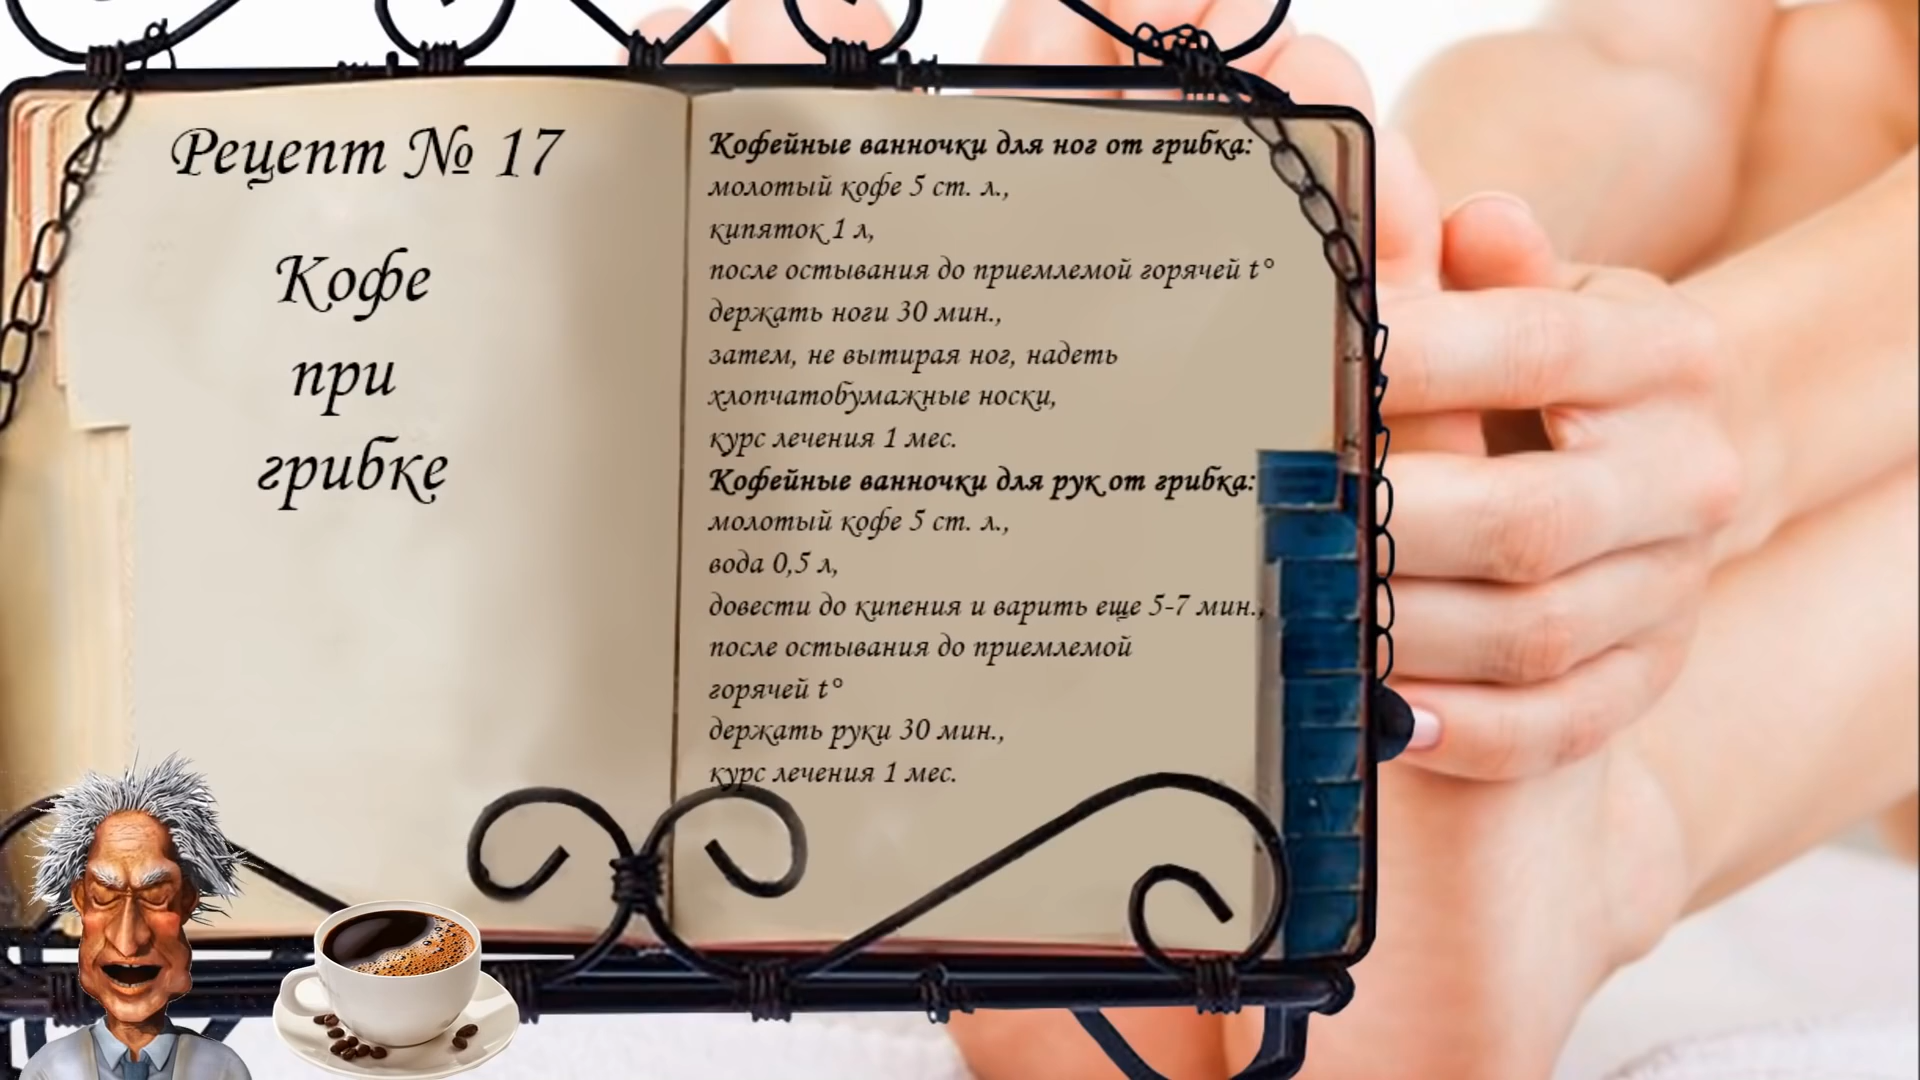 Рецепт № 17
Кофе
при
грибке
Кофейные ванночки для ног от грибка:
молотый кофе 5 ст. л.,
кипяток 1 л,
после остывания до приемлемой горячей t°
держать ноги 30 мин.,
затем, не вытирая ног, надеть
хлопчатобумажные носки,
курс лечения 1 мес.
Кофейные ванночки для рук от грибка:
молотый кофе 5 ст. л.,
вода 0,5 л,
довести до кипения и варить еще 5-7 мин.,
после остывания до приемлемой
горячей t°
держать руки 30 мин.,
курс лечения 1 мес.